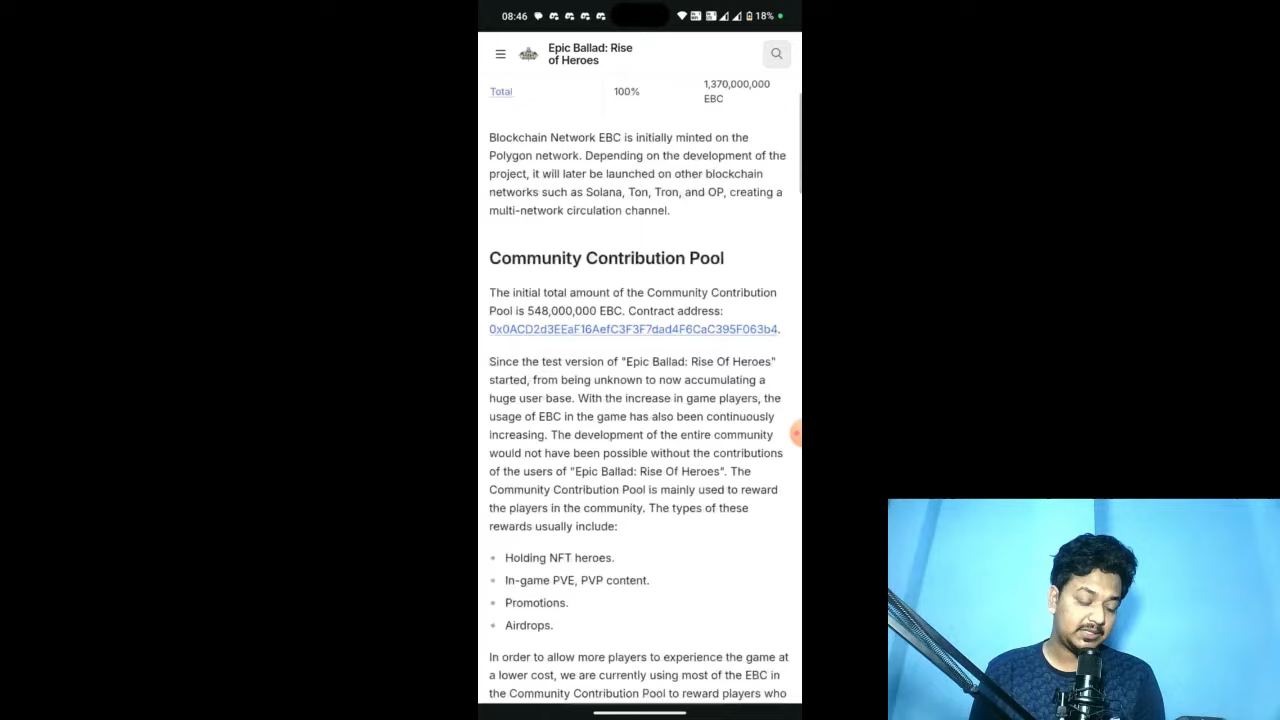 08:46
18%
Epic Ballad: Rise
of Heroes
Total 100% 1,370,000,000
EBC
Blockchain Network EBC is initially minted on the
Polygon network. Depending on the development of the
project, it will later be launched on other blockchain
networks such as Solana, Ton, Tron, and OP, creating a
multi-network circulation channel.
Community Contribution Pool
The initial total amount of the Community Contribution
Pool is 548,000,000 EBC. Contract address:
0x0ACD2d3EEaF16AefC3F3F7dad4F6CaC395F063b4.
Since the test version of "Epic Ballad: Rise Of Heroes"
started, from being unknown to now accumulating a
huge user base. With the increase in game players, the
usage of EBC in the game has also been continuously
increasing. The development of the entire community
would not have been possible without the contributions
of the users of "Epic Ballad: Rise Of Heroes". The
Community Contribution Pool is mainly used to reward
the players in the community. The types of these
rewards usually include:
Holding NFT heroes.
In-game PVE, PVP content.
Promotions.
Airdrops.
In order to allow more players to experience the game at
a lower cost, we are currently using most of the EBC in
the Community Contribution Pool to reward players who